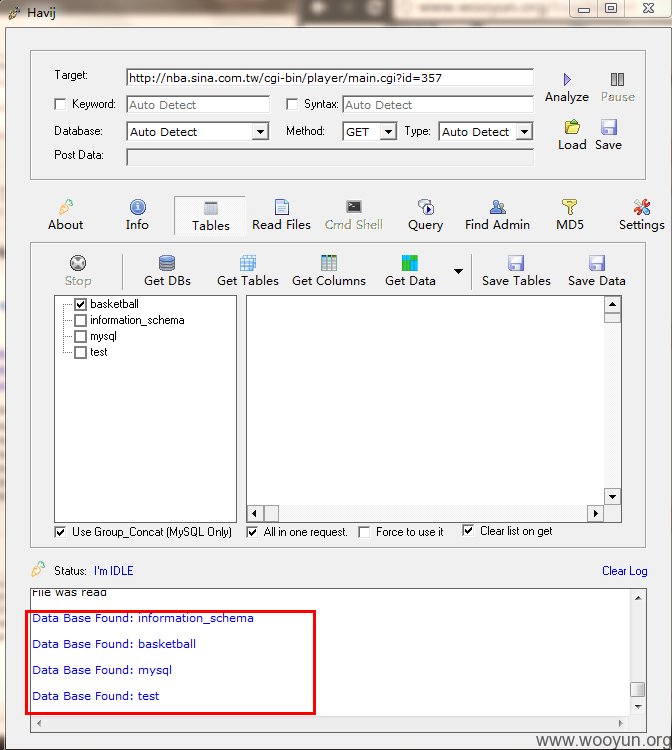 Havij
Target: http://nba.sina.com.tw/cgi-bin/player/main.cgi?id=357
Analyze Pause
Keyword: Auto Detect Syntax: Auto Detect
Database: Auto Detect Method: GET Type: Auto Detect
Load Save
Post Data:
About Info Tables Read Files Cmd Shell Query Find Admin MD5 Settings
Stop Get DBs Get Tables Get Columns Get Data Save Tables Save Data
basketball
information_schema
mysql
test
Use Group_Concat (MySQL Only) All in one request. Force to use it Clear list on get
Status: I'm IDLE Clear Log
File was read
Data Base Found: information_schema
Data Base Found: basketball
Data Base Found: mysql
Data Base Found: test
www.wooyun.org